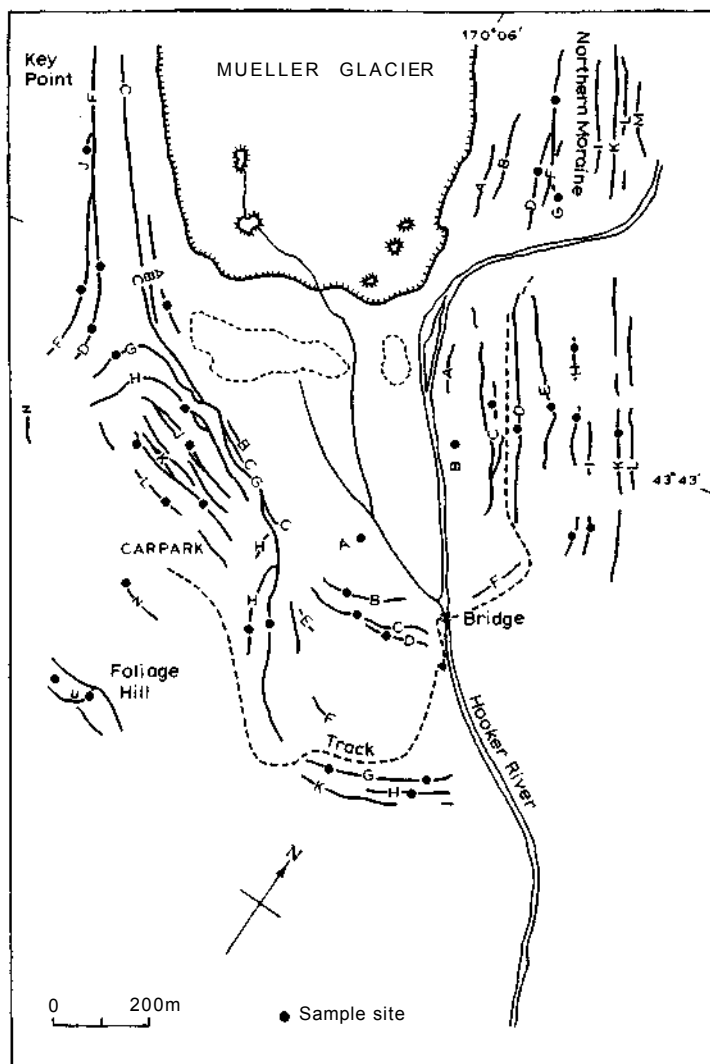 170°06'
Key
Point
MUELLER GLACIER
Northern Moraine
F
C
J
A
B
D
F
G
I
K
L
M
F
D
A
B
C
G
H
N
J
K
L
B
C
G
C
H
A
B
C
D
E
H
I
K
L
43°43'
CARPARK
A
H
B
C
D
E
F
F
N
Bridge
Foliage
Hill
U
Track
G
K
H
I
Hooker River
N
0 200m
Sample site